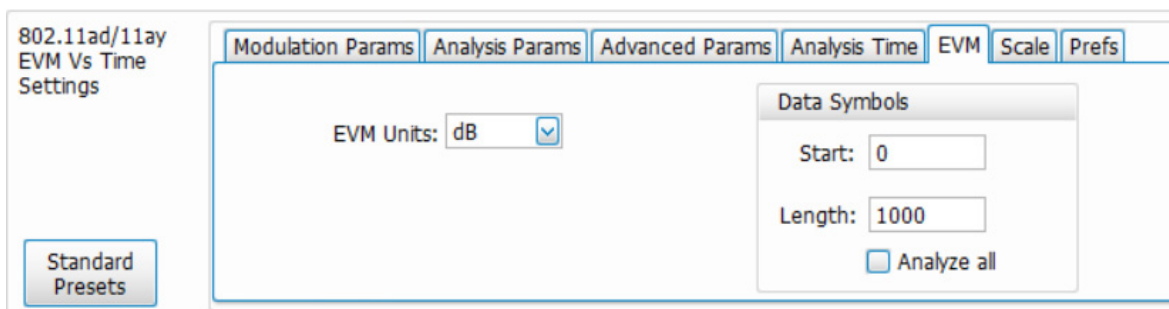 802.11ad/11ay
EVM Vs Time
Settings
Modulation Params Analysis Params Advanced Params Analysis Time EVM Scale Prefs
Data Symbols
EVM Units: dB
Start: 0
Length: 1000
Analyze all
Standard
Presets